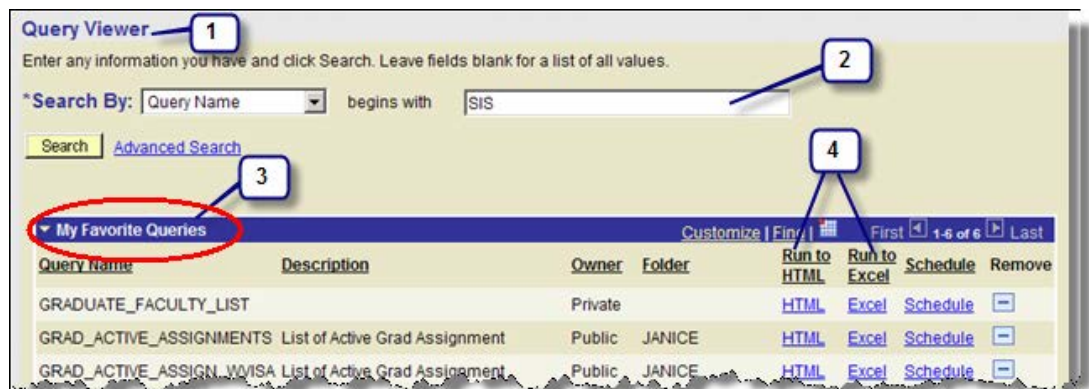 Query Viewer 1
Enter any information you have and click Search. Leave fields blank for a list of all values.
2
*Search By: Query Name begins with SIS
Search Advanced Search
3
4
My Favorite Queries Customize | Find | First 1-6 of 6 Last
Query Name Description Owner Folder Run to HTML Run to Excel Schedule Remove
GRADUATE_FACULTY_LIST Private HTML Excel Schedule
GRAD_ACTIVE_ASSIGNMENTS List of Active Grad Assignment Public JANICE HTML Excel Schedule
GRAD_ACTIVE_ASSIGN_WVISA List of Active Grad Assignment Public JANICE HTML Excel Schedule